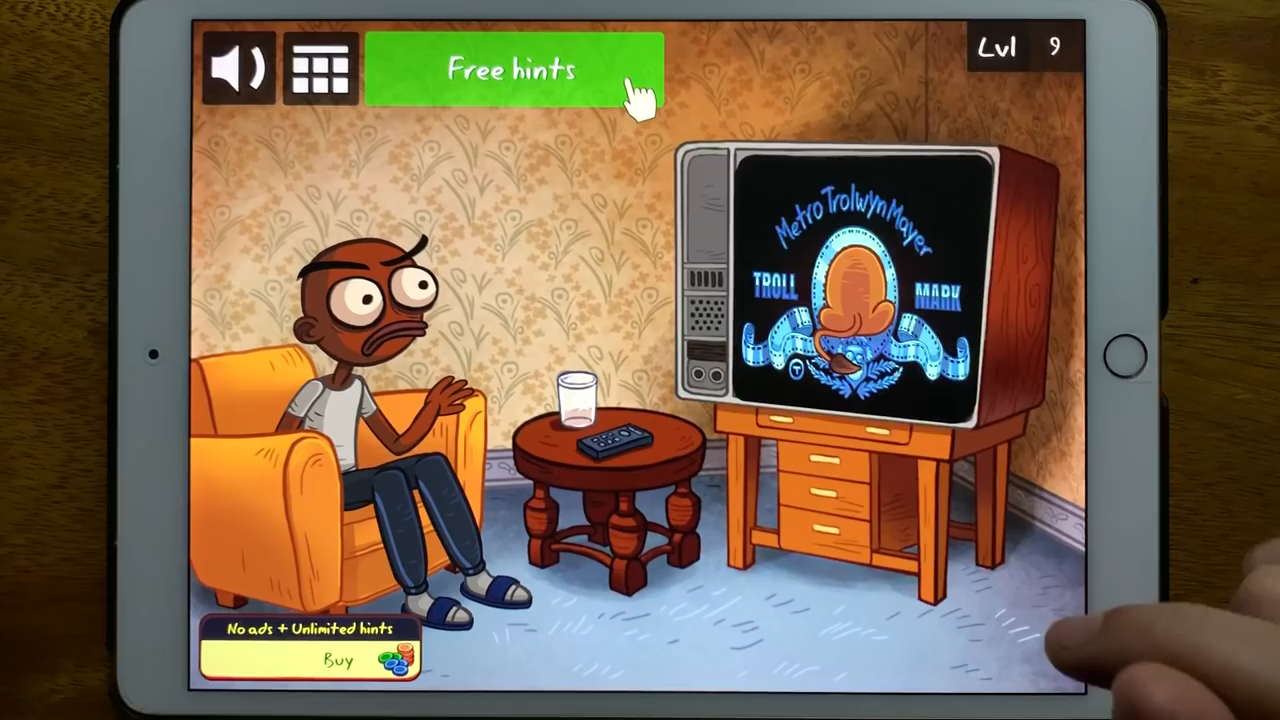 Free hints
Lvl 9
Metro TrolwynMayer
TROLL MARK
T
No ads + Unlimited hints
Buy